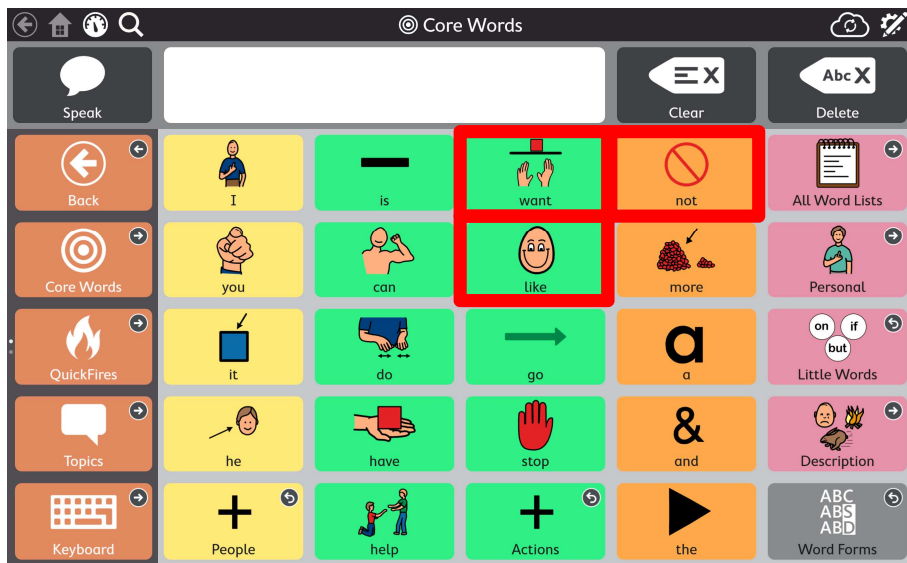 Core Words
Speak
Clear
Abc X
Delete
Back
I
is
want
not
All Word Lists
Core Words
you
can
like
more
Personal
QuickFires
it
do
go
a
a
on if
but
Little Words
Topics
he
have
stop
&
and
Description
Keyboard
People
help
Actions
the
ABC
ABS
ABD
Word Forms